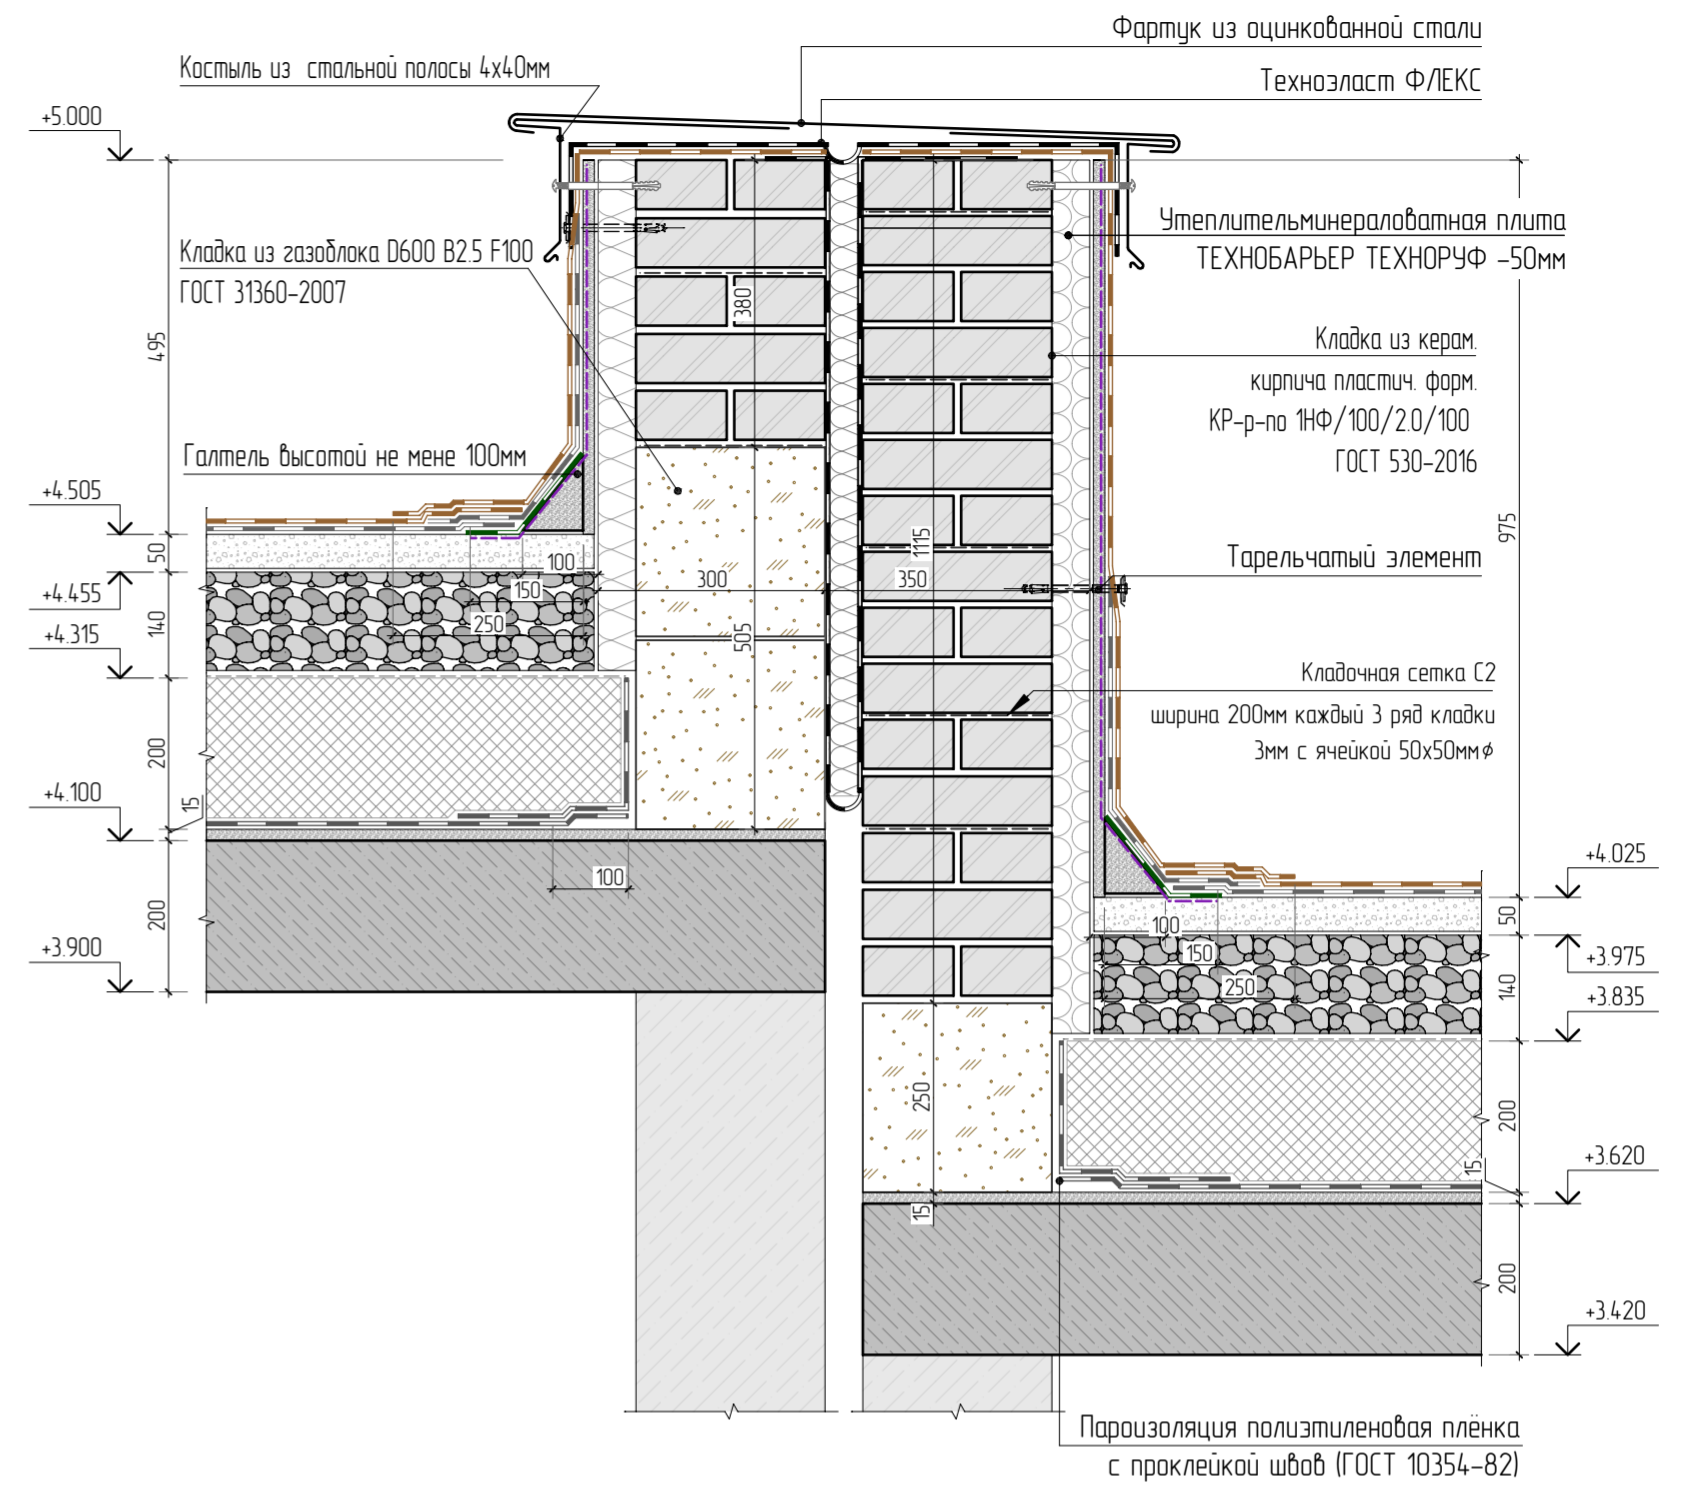 Фартук из оцинкованной стали
Костыль из стальной полосы 4х40мм
Техноэласт ФЛЕКС
+5.000
Утеплительминераловатная плита
ТЕХНОБАРЬЕР ТЕХНОРУФ -50мм
Кладка из газоблока D600 B2.5 F100
ГОСТ 31360-2007
380
495
Кладка из керам.
кирпича пластич. форм.
КР-р-по 1НФ/100/2.0/100
ГОСТ 530-2016
Галтель высотой не мене 100мм
+4.505
975
50
1115
100
300
350
Тарельчатый элемент
+4.455
150
140
250
505
+4.315
Кладочная сетка С2
ширина 200мм каждый 3 ряд кладки
3мм с ячейкой 50х50ммϕ
200
+4.100
15
+4.025
100
200
50
100
+3.900
150
+3.975
250
140
+3.835
250
200
+3.620
15
15
200
+3.420
Пароизоляция полиэтиленовая плёнка
с проклейкой швов (ГОСТ 10354-82)